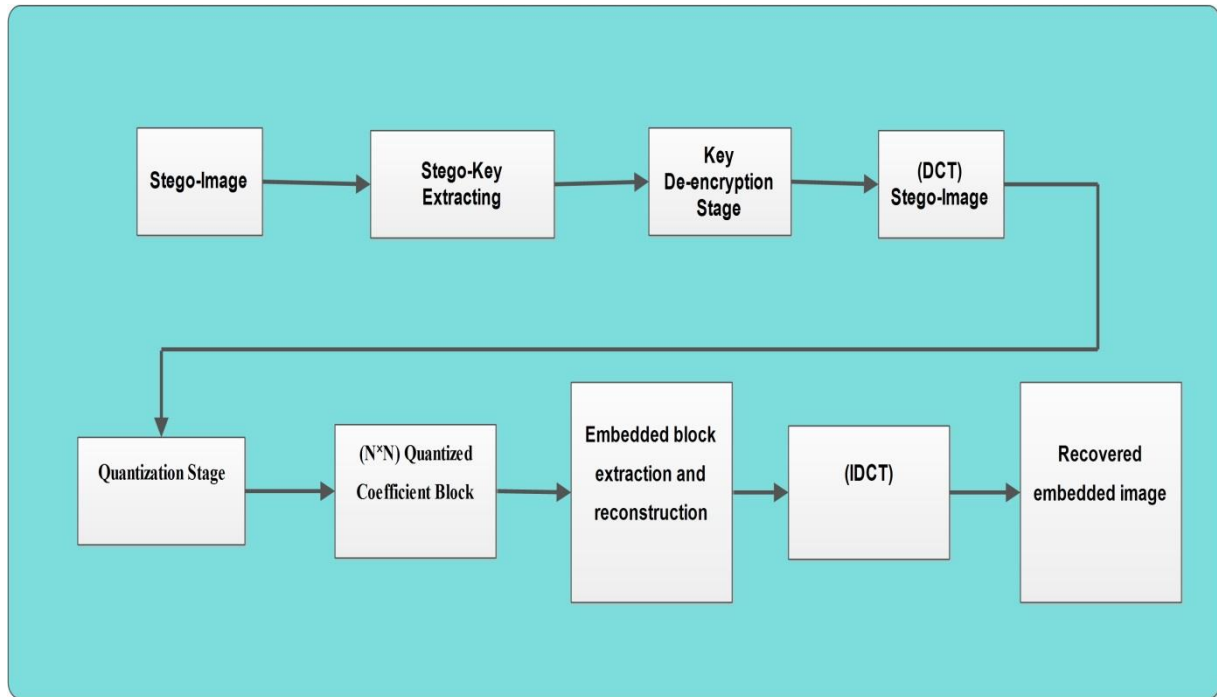 Stego-Image
Stego-Key
Extracting
Key
De-encryption
Stage
(DCT)
Stego-Image
Quantization Stage
(N×N) Quantized
Coefficient Block
Embedded block
extraction and
reconstruction
(IDCT)
Recovered
embedded image